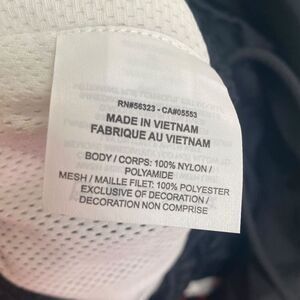 RN#56323 - CA#05553
MADE IN VIETNAM
FABRIQUE AU VIETNAM
BODY / CORPS: 100% NYLON /
POLYAMIDE
MESH / MAILLE FILET: 100% POLYESTER
EXCLUSIVE OF DECORATION /
DECORATION NON COMPRISE